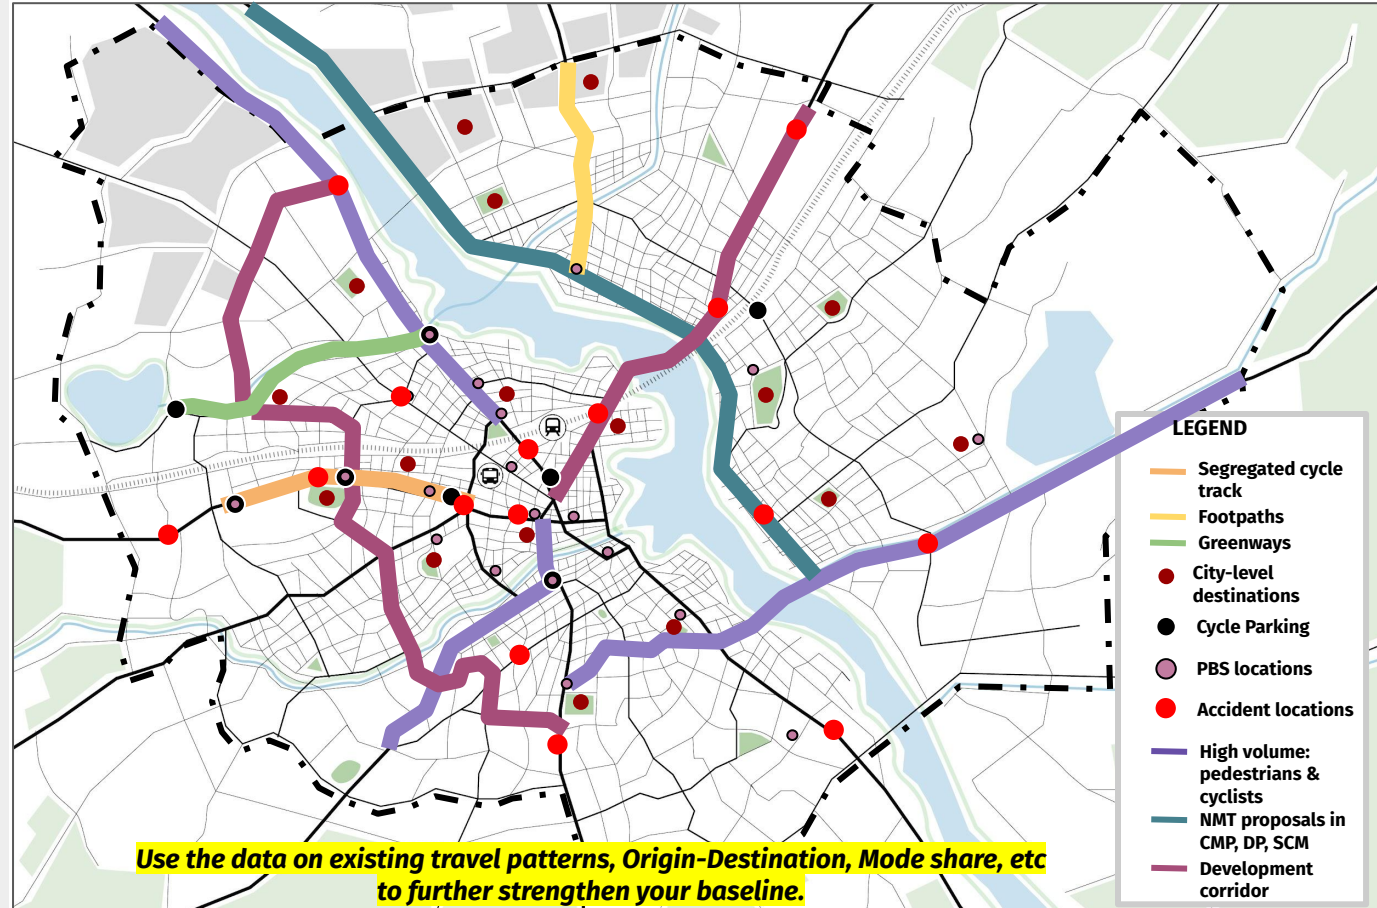 LEGEND
Segregated cycle
track
Footpaths
Greenways
City-level
destinations
Cycle Parking
PBS locations
Accident locations
High volume:
pedestrians &
cyclists
NMT proposals in
CMP, DP, SCM
Development
corridor
Use the data on existing travel patterns, Origin-Destination, Mode share, etc
to further strengthen your baseline.